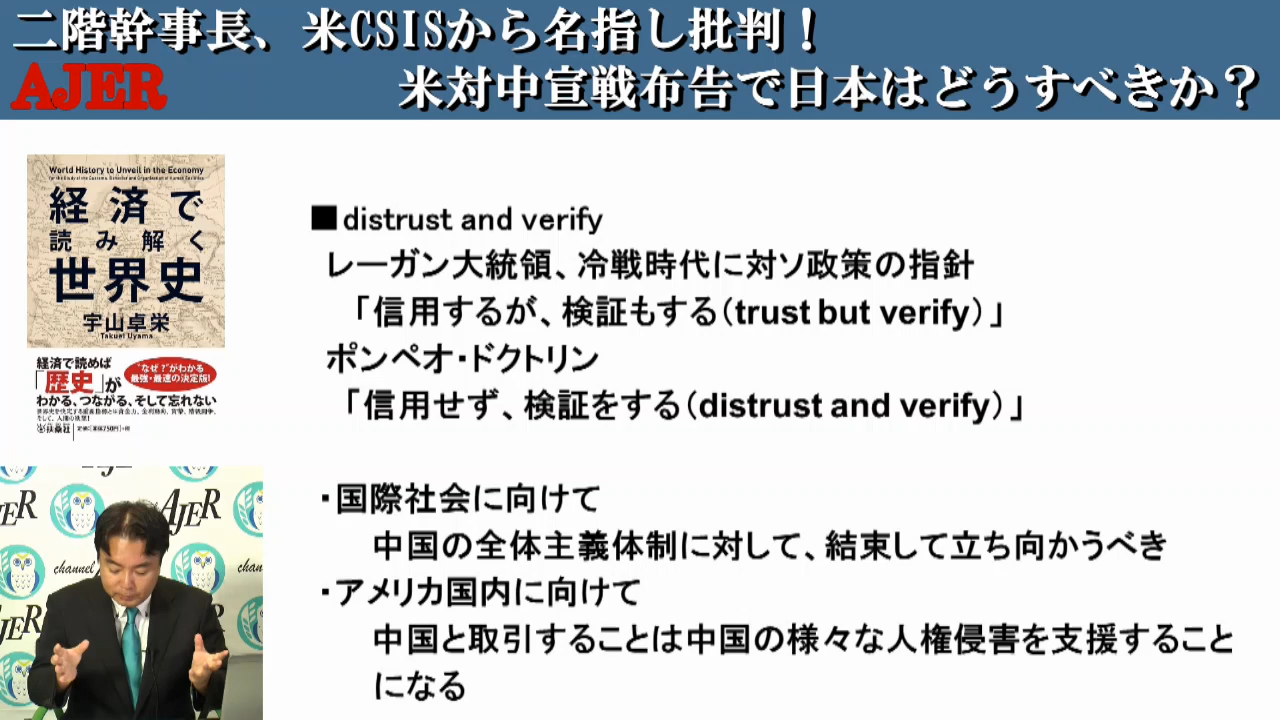 二階幹事長、米CSISから名指し批判！
AJER
米対中宣戦布告で日本はどうすべきか？
World History to Unveil in the Economy
経済で
読み解く
世界史
宇山卓栄
Takuei Uyama
経済で読めば
「歴史」が
"なぜ？"がわかる
最強・最速の決定版!
わかる、つながる、そして忘れない
扶桑社
■distrust and verify
レーガン大統領、冷戦時代に対ソ政策の指針
「信用するが、検証もする（trust but verify）」
ポンペオ・ドクトリン
「信用せず、検証をする（distrust and verify）」
・国際社会に向けて
中国の全体主義体制に対して、結束して立ち向かうべき
・アメリカ国内に向けて
中国と取引することは中国の様々な人権侵害を支援すること
になる
AJER
AJER
channel
chan